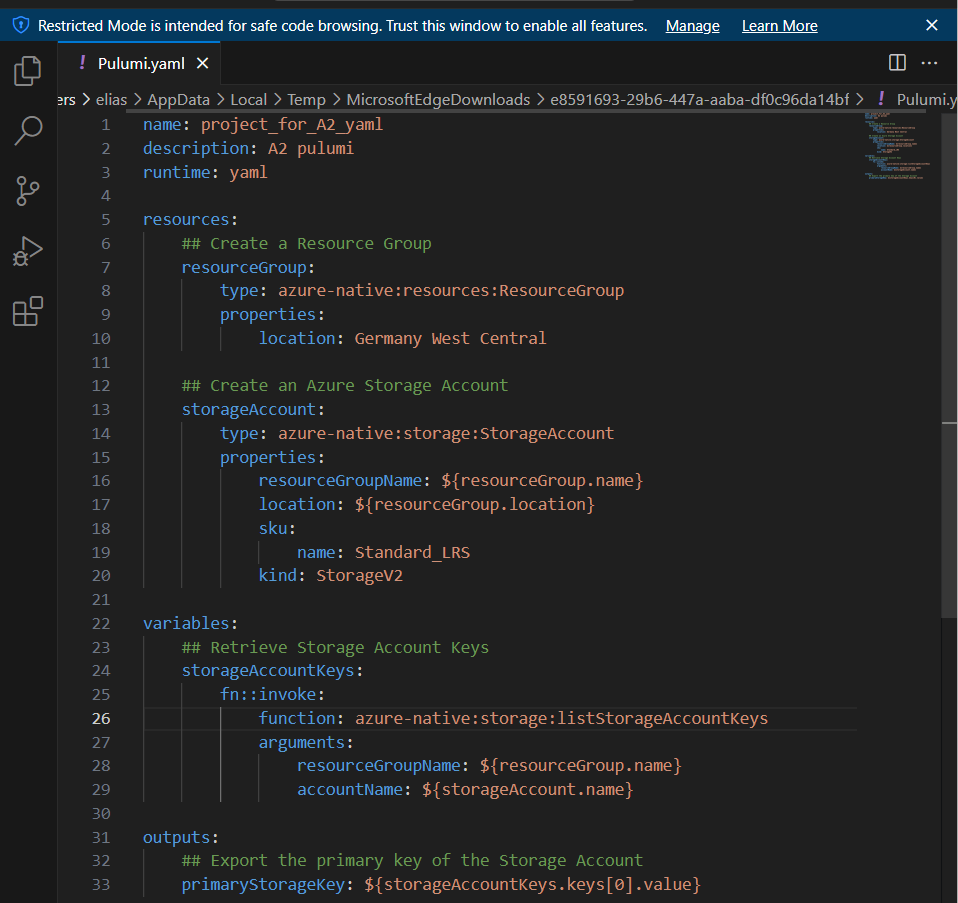 Restricted Mode is intended for safe code browsing. Trust this window to enable all features. Manage Learn More
! Pulumi.yaml
ers > elias > AppData > Local > Temp > MicrosoftEdgeDownloads > e8591693-29b6-447a-aaba-df0c96da14bf > ! Pulumi.y
1 name: project_for_A2_yaml
2 description: A2 pulumi
3 runtime: yaml
4
5 resources:
6 ## Create a Resource Group
7 resourceGroup:
8 type: azure-native:resources:ResourceGroup
9 properties:
10 location: Germany West Central
11
12 ## Create an Azure Storage Account
13 storageAccount:
14 type: azure-native:storage:StorageAccount
15 properties:
16 resourceGroupName: ${resourceGroup.name}
17 location: ${resourceGroup.location}
18 sku:
19 name: Standard_LRS
20 kind: StorageV2
21
22 variables:
23 ## Retrieve Storage Account Keys
24 storageAccountKeys:
25 fn::invoke:
26 function: azure-native:storage:listStorageAccountKeys
27 arguments:
28 resourceGroupName: ${resourceGroup.name}
29 accountName: ${storageAccount.name}
30
31 outputs:
32 ## Export the primary key of the Storage Account
33 primaryStorageKey: ${storageAccountKeys.keys[0].value}